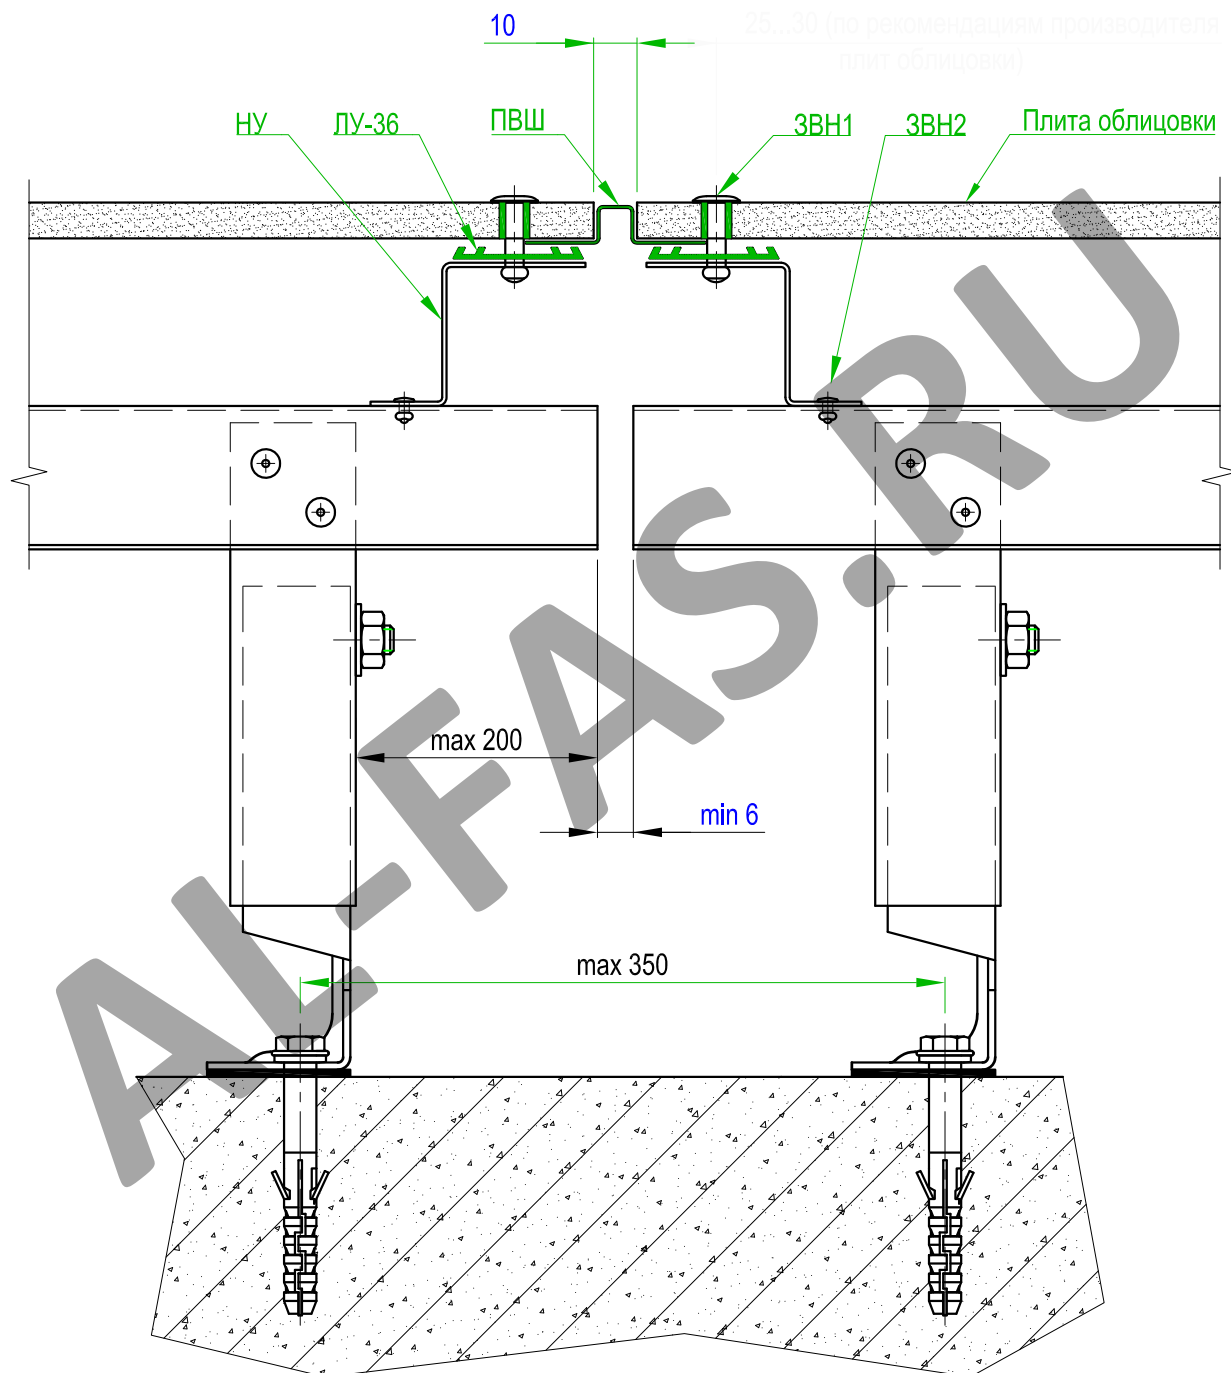 10
25...30 (по рекомендациям производителя
плит облицовки)
НУ
ЛУ-36
ПВШ
ЗВН1
ЗВН2
Плита облицовки
max 200
min 6
max 350
AL-FAS.RU